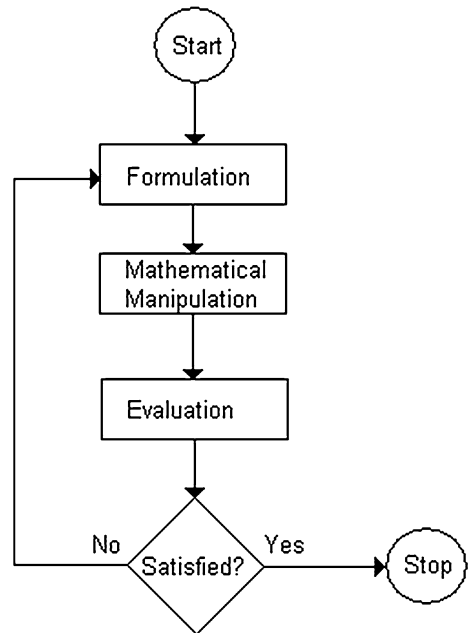 Start
Formulation
Mathematical
Manipulation
Evaluation
No
Satisfied?
Yes
Stop